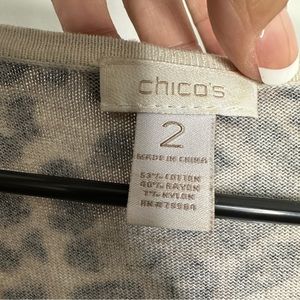 chico's
2
MADE IN CHINA
53% COTTON
40% RAYON
7% NYLON
RN #79984